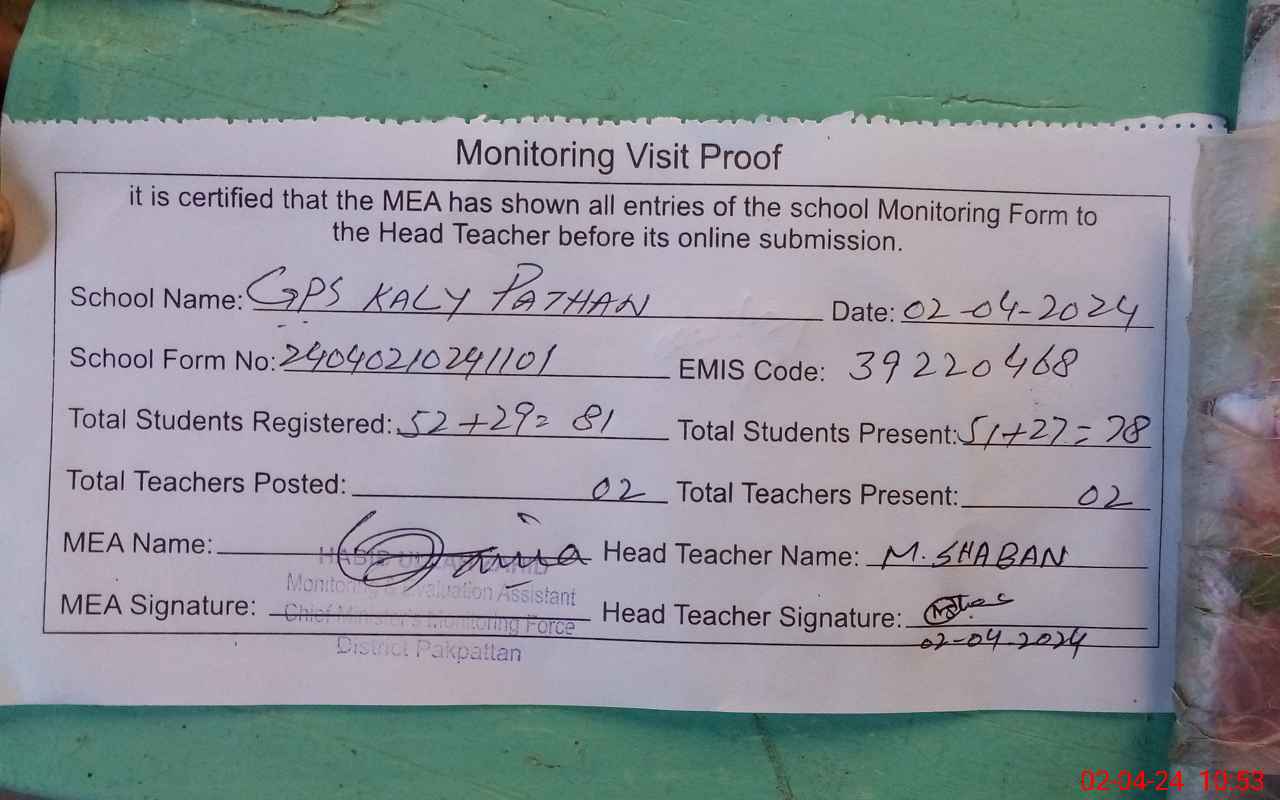 Monitoring Visit Proof
it is certified that the MEA has shown all entries of the school Monitoring Form to
the Head Teacher before its online submission.
School Name: GPS KALY PATHAN Date: 02-04-2024
School Form No: 24040210241101 EMIS Code: 39220468
Total Students Registered: 52+29= 81 Total Students Present: 51+27=78
Total Teachers Posted: 02 Total Teachers Present: 02
MEA Name: Head Teacher Name: M.SHABAN
Monitoring & Evaluation Assistant
MEA Signature: Head Teacher Signature:
Chief Minister's Monitoring Force
02-04-2024
District Pakpattan
02-04-24 10:53